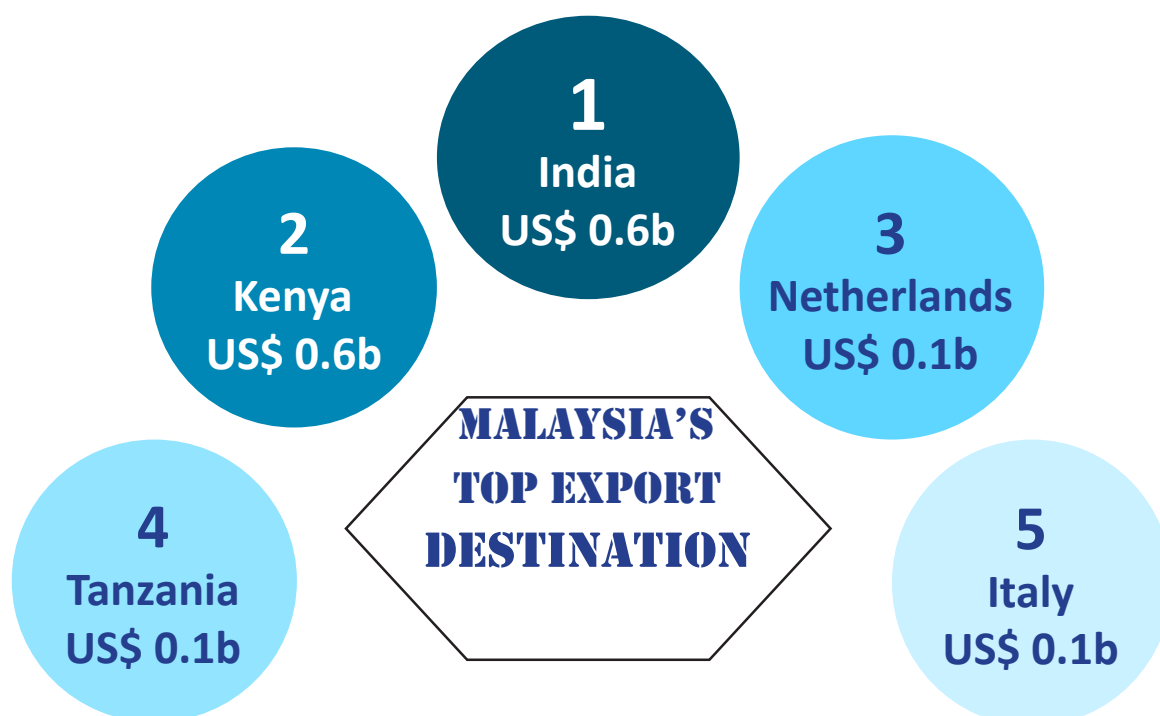 1
India
US$ 0.6b
2
Kenya
US$ 0.6b
3
Netherlands
US$ 0.1b
MALAYSIA'S
TOP EXPORT
DESTINATION
4
Tanzania
US$ 0.1b
5
Italy
US$ 0.1b